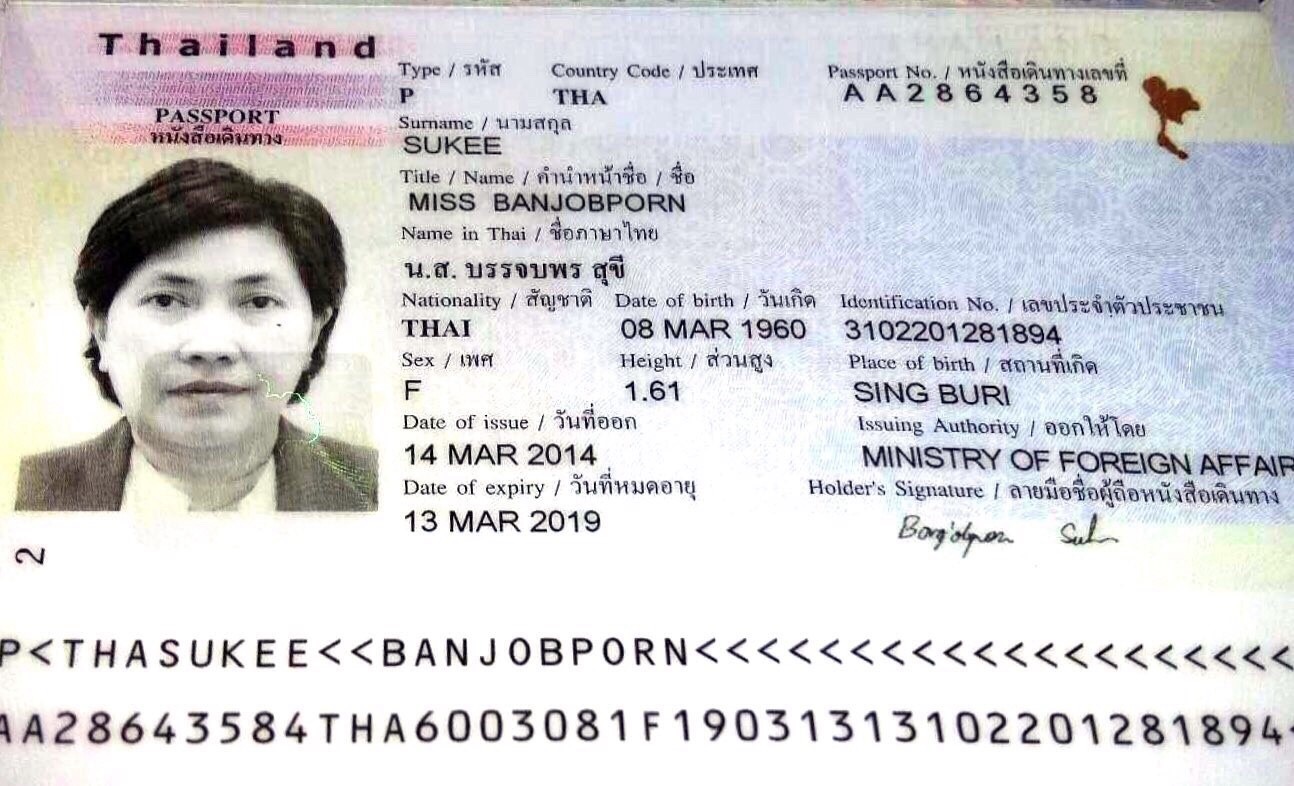 Thailand
PASSPORT
หนังสือเดินทาง
Type / รหัส Country Code / ประเทศ Passport No. / หนังสือเดินทางเลขที่
P THA AA2864358
Surname / นามสกุล
SUKEE
Title / Name / คำนำหน้าชื่อ / ชื่อ
MISS BANJOBPORN
Name in Thai / ชื่อภาษาไทย
น.ส. บรรจบพร สุขี
Nationality / สัญชาติ Date of birth / วันเกิด Identification No. / เลขประจำตัวประชาชน
THAI 08 MAR 1960 3102201281894
Sex / เพศ Height / ส่วนสูง Place of birth / สถานที่เกิด
F 1.61 SING BURI
Date of issue / วันที่ออก Issuing Authority / ออกให้โดย
14 MAR 2014 MINISTRY OF FOREIGN AFFAIR
Date of expiry / วันที่หมดอายุ Holder's Signature / ลายมือชื่อผู้ถือหนังสือเดินทาง
13 MAR 2019
2
P<THASUKEE<<BANJOBPORN<<<<<<<<<<<<<<<<<<<<<
AA28643584THA6003081F1903131310220128 1894<